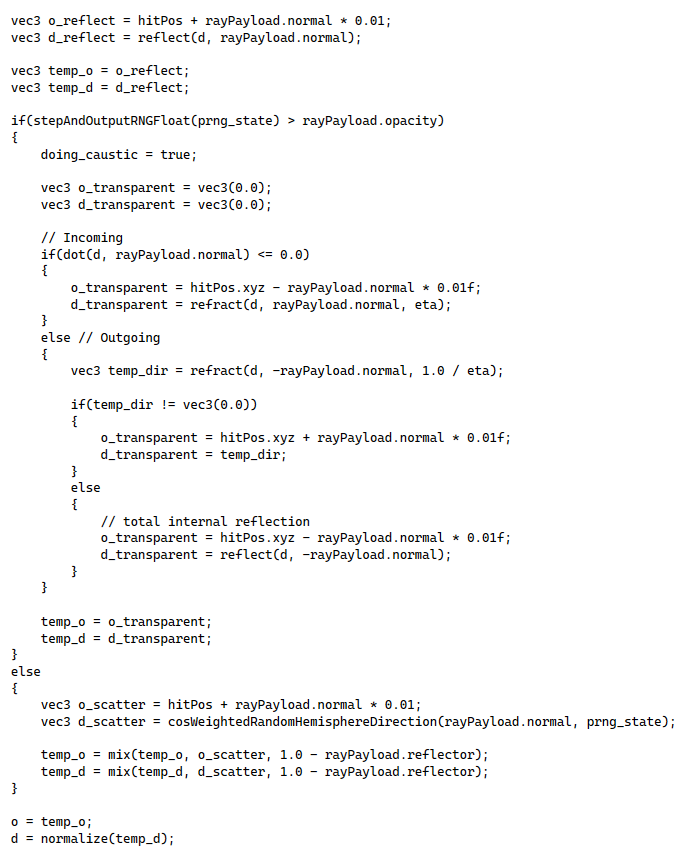 vec3 o_reflect = hitPos + rayPayload.normal * 0.01;
vec3 d_reflect = reflect(d, rayPayload.normal);

vec3 temp_o = o_reflect;
vec3 temp_d = d_reflect;

if(stepAndOutputRNGFloat(prng_state) > rayPayload.opacity)
{
    doing_caustic = true;

    vec3 o_transparent = vec3(0.0);
    vec3 d_transparent = vec3(0.0);

    // Incoming
    if(dot(d, rayPayload.normal) <= 0.0)
    {
        o_transparent = hitPos.xyz - rayPayload.normal * 0.01f;
        d_transparent = refract(d, rayPayload.normal, eta);
    }
    else // Outgoing
    {
        vec3 temp_dir = refract(d, -rayPayload.normal, 1.0 / eta);

        if(temp_dir != vec3(0.0))
        {
            o_transparent = hitPos.xyz + rayPayload.normal * 0.01f;
            d_transparent = temp_dir;
        }
        else
        {
            // total internal reflection
            o_transparent = hitPos.xyz - rayPayload.normal * 0.01f;
            d_transparent = reflect(d, -rayPayload.normal);
        }
    }

    temp_o = o_transparent;
    temp_d = d_transparent;
}
else
{
    vec3 o_scatter = hitPos + rayPayload.normal * 0.01;
    vec3 d_scatter = cosWeightedRandomHemisphereDirection(rayPayload.normal, prng_state);

    temp_o = mix(temp_o, o_scatter, 1.0 - rayPayload.reflector);
    temp_d = mix(temp_d, d_scatter, 1.0 - rayPayload.reflector);
}

o = temp_o;
d = normalize(temp_d);